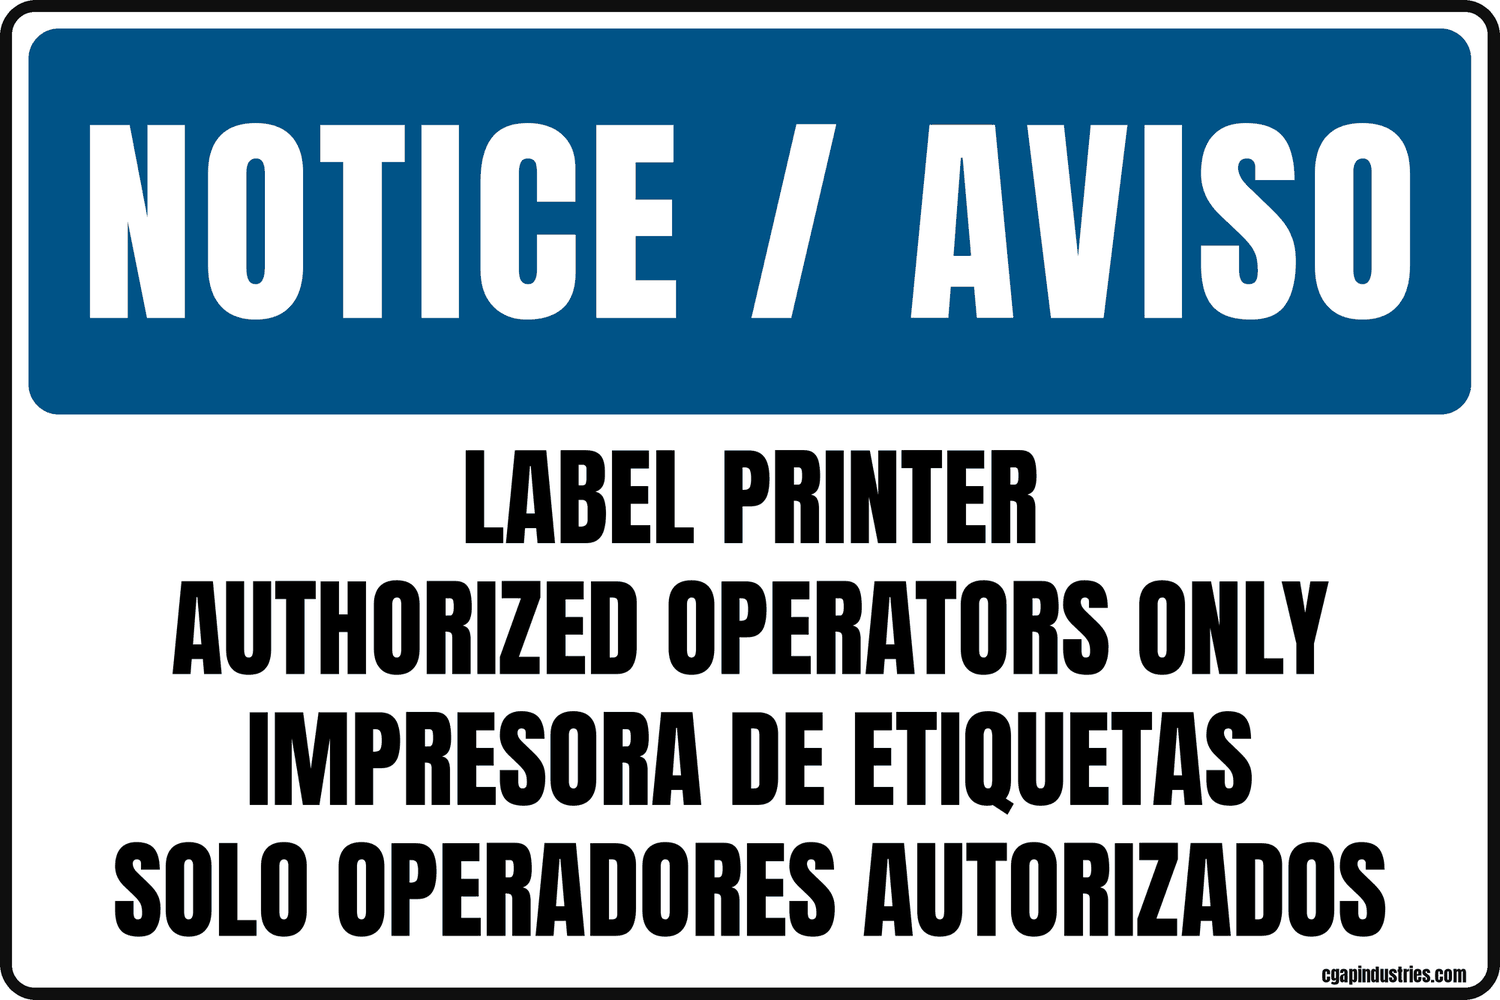 NOTICE / AVISO
LABEL PRINTER
AUTHORIZED OPERATORS ONLY
IMPRESORA DE ETIQUETAS
SOLO OPERADORES AUTORIZADOS
cgapindustries.com